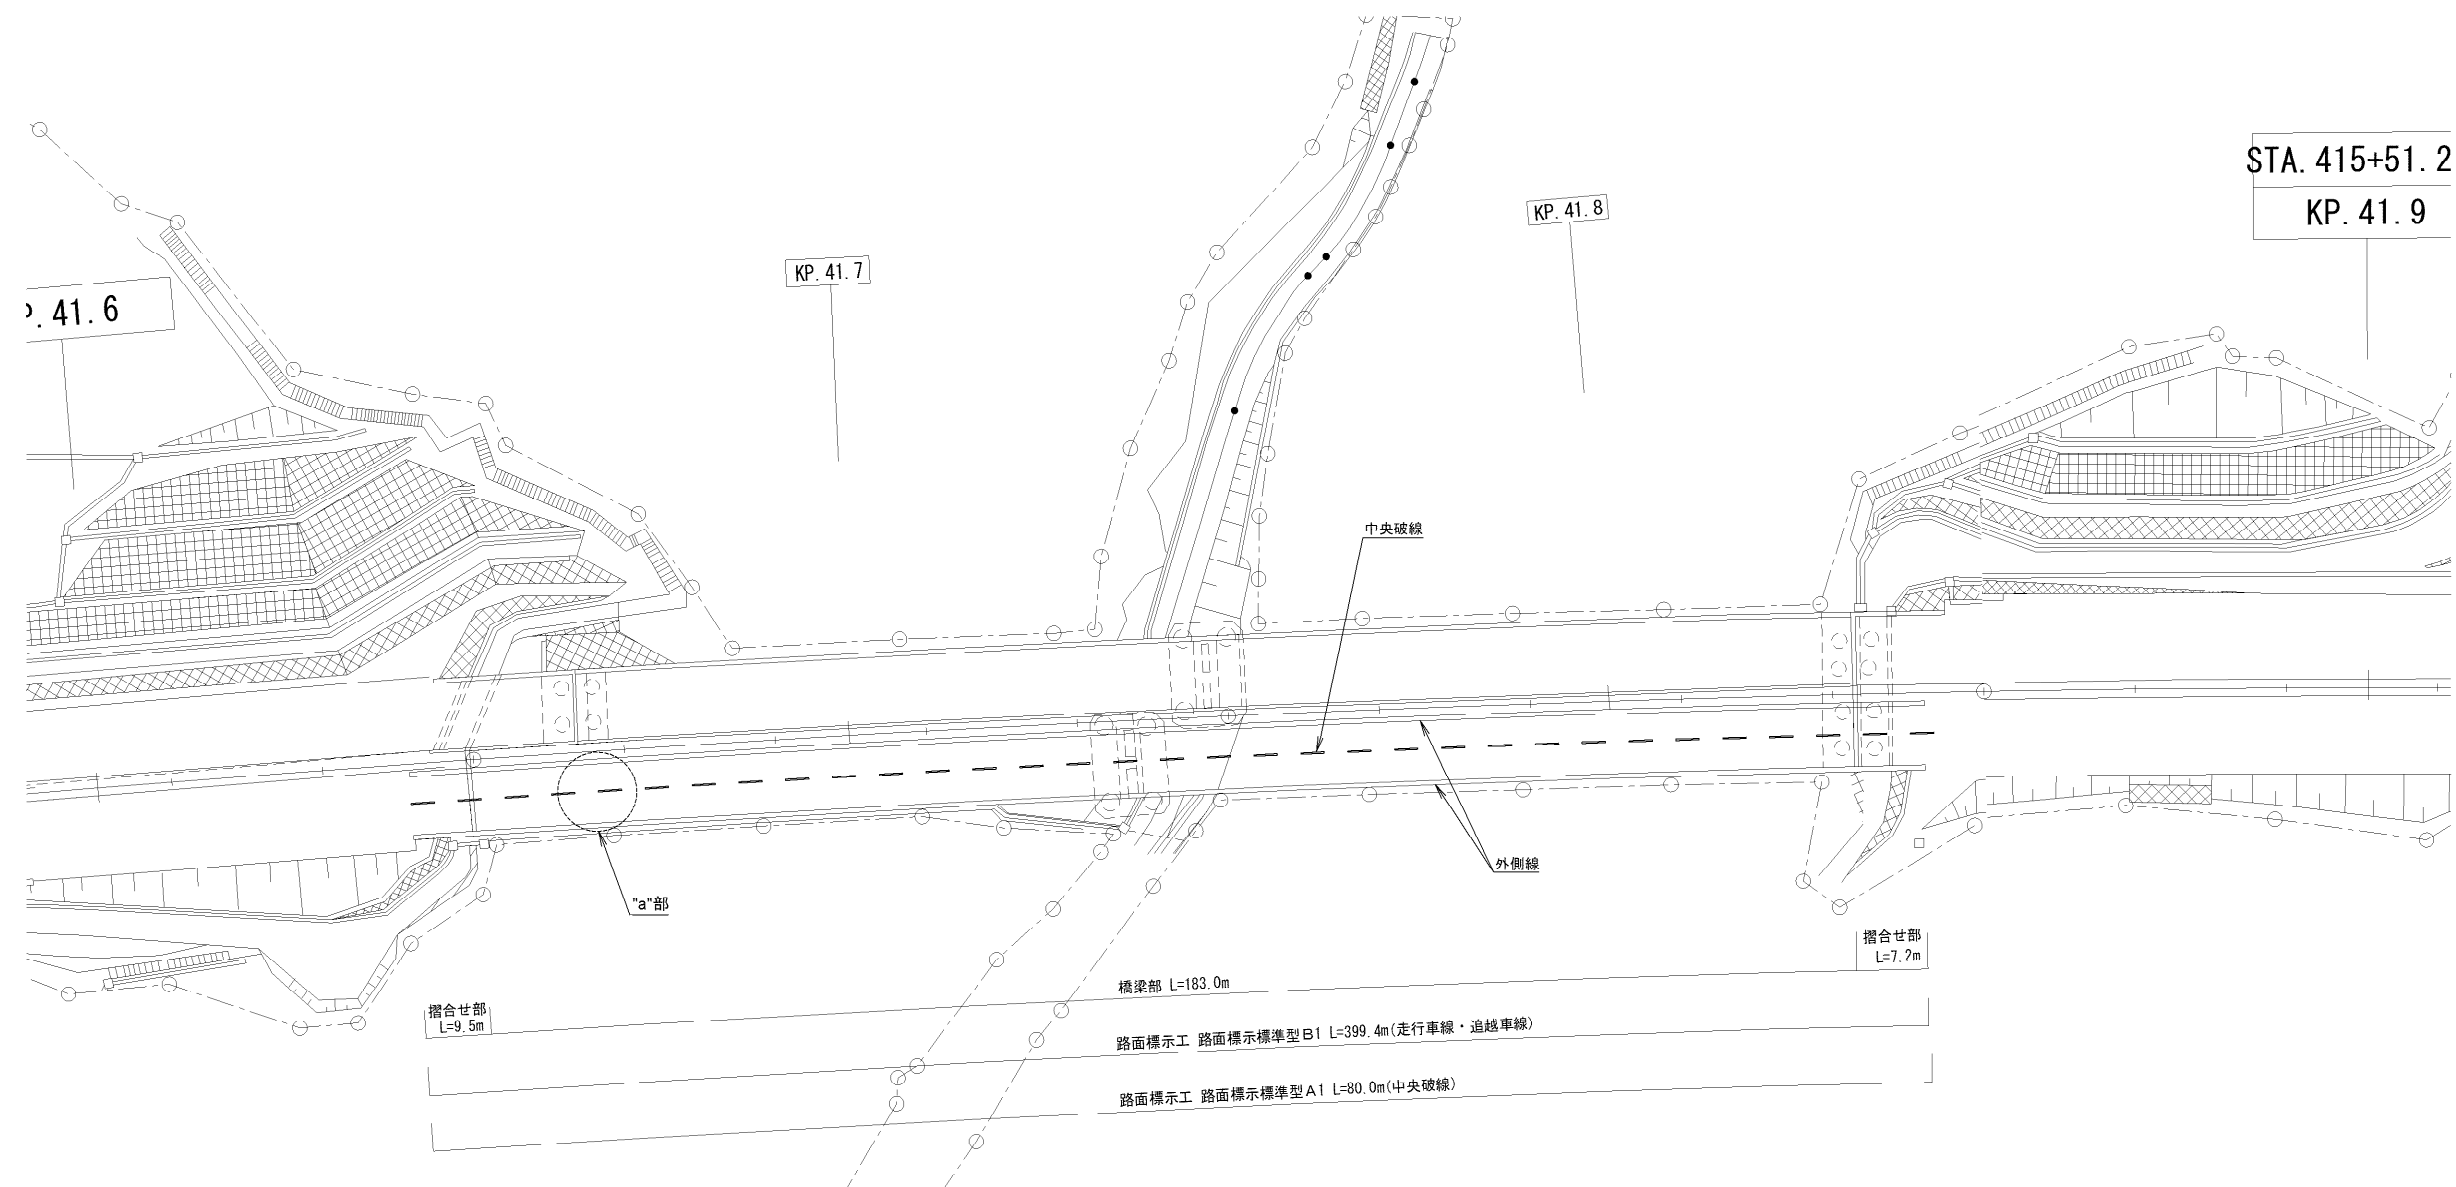 STA. 415+51.2
KP. 41.9
KP. 41.8
KP. 41.7
P. 41.6
中央破線
外側線
"a"部
摺合せ部
L=7.2m
橋梁部 L=183.0m
摺合せ部
L=9.5m
路面標示工 路面標示標準型B1 L=399.4m(走行車線・追越車線)
路面標示工 路面標示標準型A1 L=80.0m(中央破線)